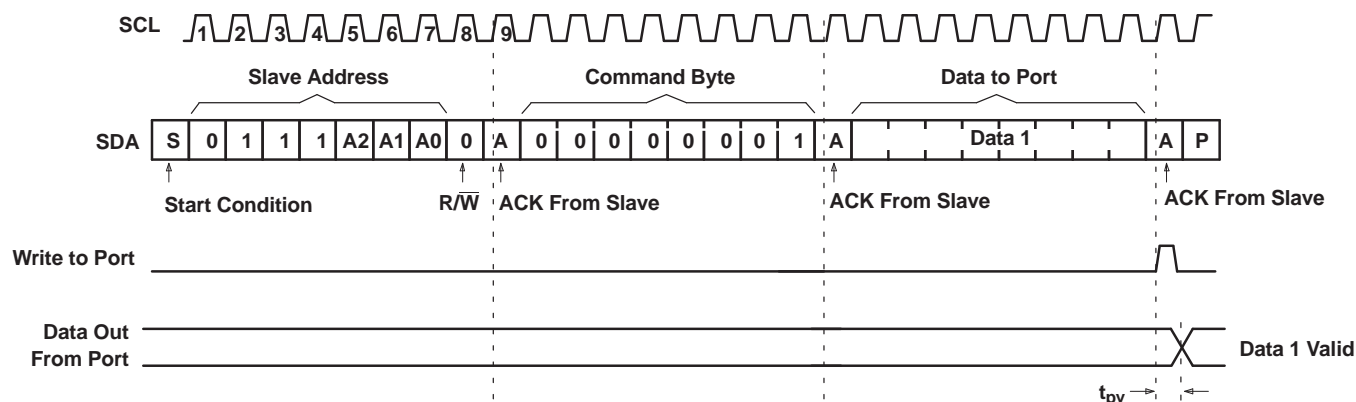 SCL 1 2 3 4 5 6 7 8 9
Slave Address Command Byte Data to Port
SDA S 0 1 1 1 A2 A1 A0 0 A 0 0 0 0 0 0 0 1 A Data 1 A P
Start Condition R/W̅ ACK From Slave ACK From Slave ACK From Slave
Write to Port
Data Out
From Port Data 1 Valid
tpv